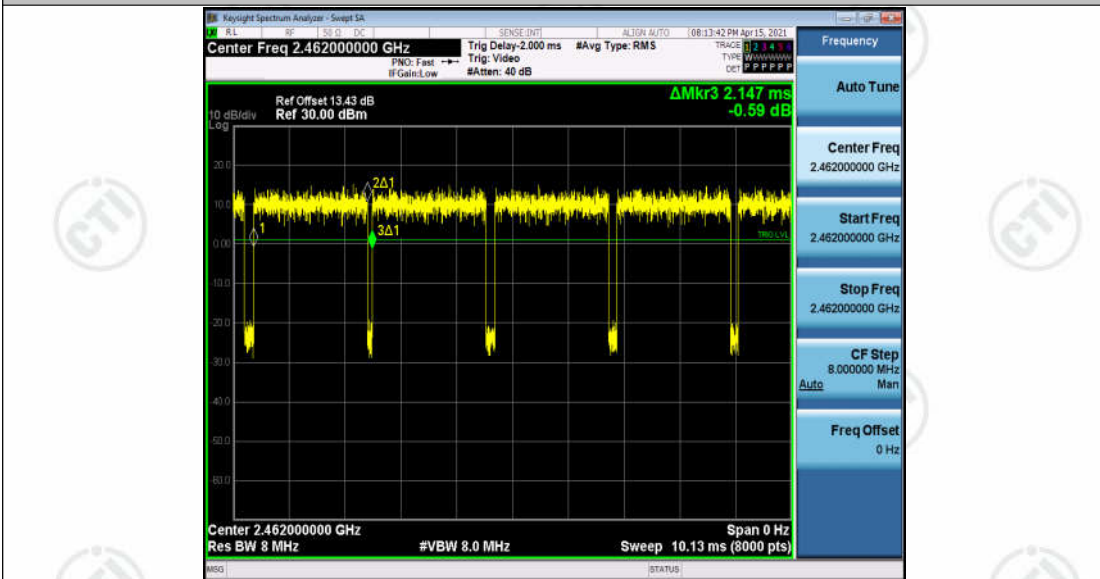 Keysight Spectrum Analyzer - Swept SA
RL RF 50 Ω DC SENSE:INT ALIGN AUTO 08:13:42 PM Apr 15, 2021
Center Freq 2.462000000 GHz
PNO: Fast
IFGain:Low
Trig Delay-2.000 ms
Trig: Video
#Atten: 40 dB
#Avg Type: RMS
TRACE 1 2 3 4 5 6
TYPE W
DET P P P P P P
Frequency
Ref Offset 13.43 dB
10 dB/div Ref 30.00 dBm
Log
ΔMkr3 2.147 ms
-0.59 dB
20.0
10.0
0.00
-10.0
-20.0
-30.0
-40.0
-50.0
-60.0
1
2Δ1
3Δ1
TRIG LVL
Center 2.462000000 GHz
Span 0 Hz
Res BW 8 MHz
#VBW 8.0 MHz
Sweep 10.13 ms (8000 pts)
MSG
STATUS
Auto Tune
Center Freq
2.462000000 GHz
Start Freq
2.462000000 GHz
Stop Freq
2.462000000 GHz
CF Step
8.000000 MHz
Auto Man
Freq Offset
0 Hz
CTI
CTI